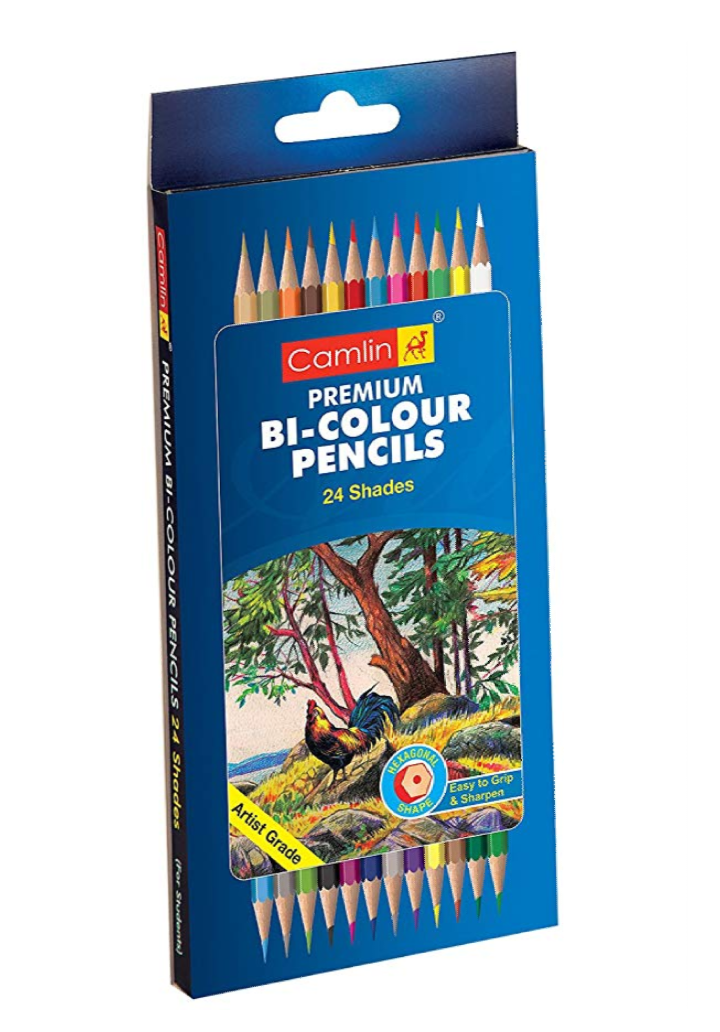 Camlin
®
PREMIUM
BI-COLOUR
PENCILS
24 Shades
HEXAGONAL
SHAPE
Easy to Grip
& Sharpen
Artist Grade
Camlin
®
PREMIUM BI-COLOUR PENCILS 24 Shades
(For Students)